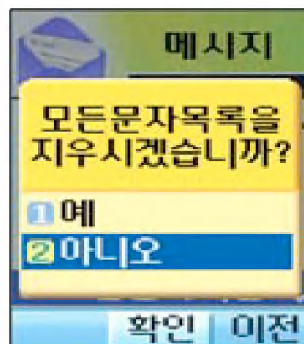 메시지
모든문자목록을
지우시겠습니까?
1 예
2 아니오
확인 이전